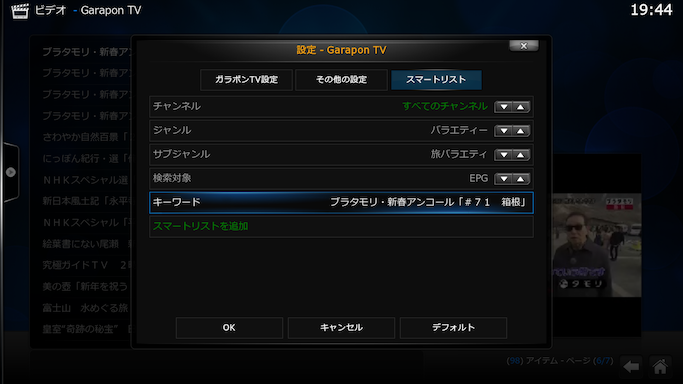 ビデオ - Garapon TV
19:44
設定 - Garapon TV
ガラポンTV設定
その他の設定
スマートリスト
チャンネル
すべてのチャンネル
ジャンル
バラエティー
サブジャンル
旅バラエティ
検索対象
EPG
キーワード
ブラタモリ・新春アンコール「＃７１　箱根」
スマートリストを追加
OK
キャンセル
デフォルト
ブラタモリ・新春アン
ブラタモリ・新春アン
ブラタモリ・新春アン
ブラタモリ・新春アン
さわやか自然百景「
にっぽん紀行・選「
ＮＨＫスペシャル選
新日本風土記「永平
ＮＨＫスペシャル「
絵葉書にない尾瀬
究極ガイドＴＶ　２
美の壺「新年を祝う
富士山　水めぐる旅
皇室“奇跡の秘宝”
タモリ
(98) アイテム・ページ (6/7)